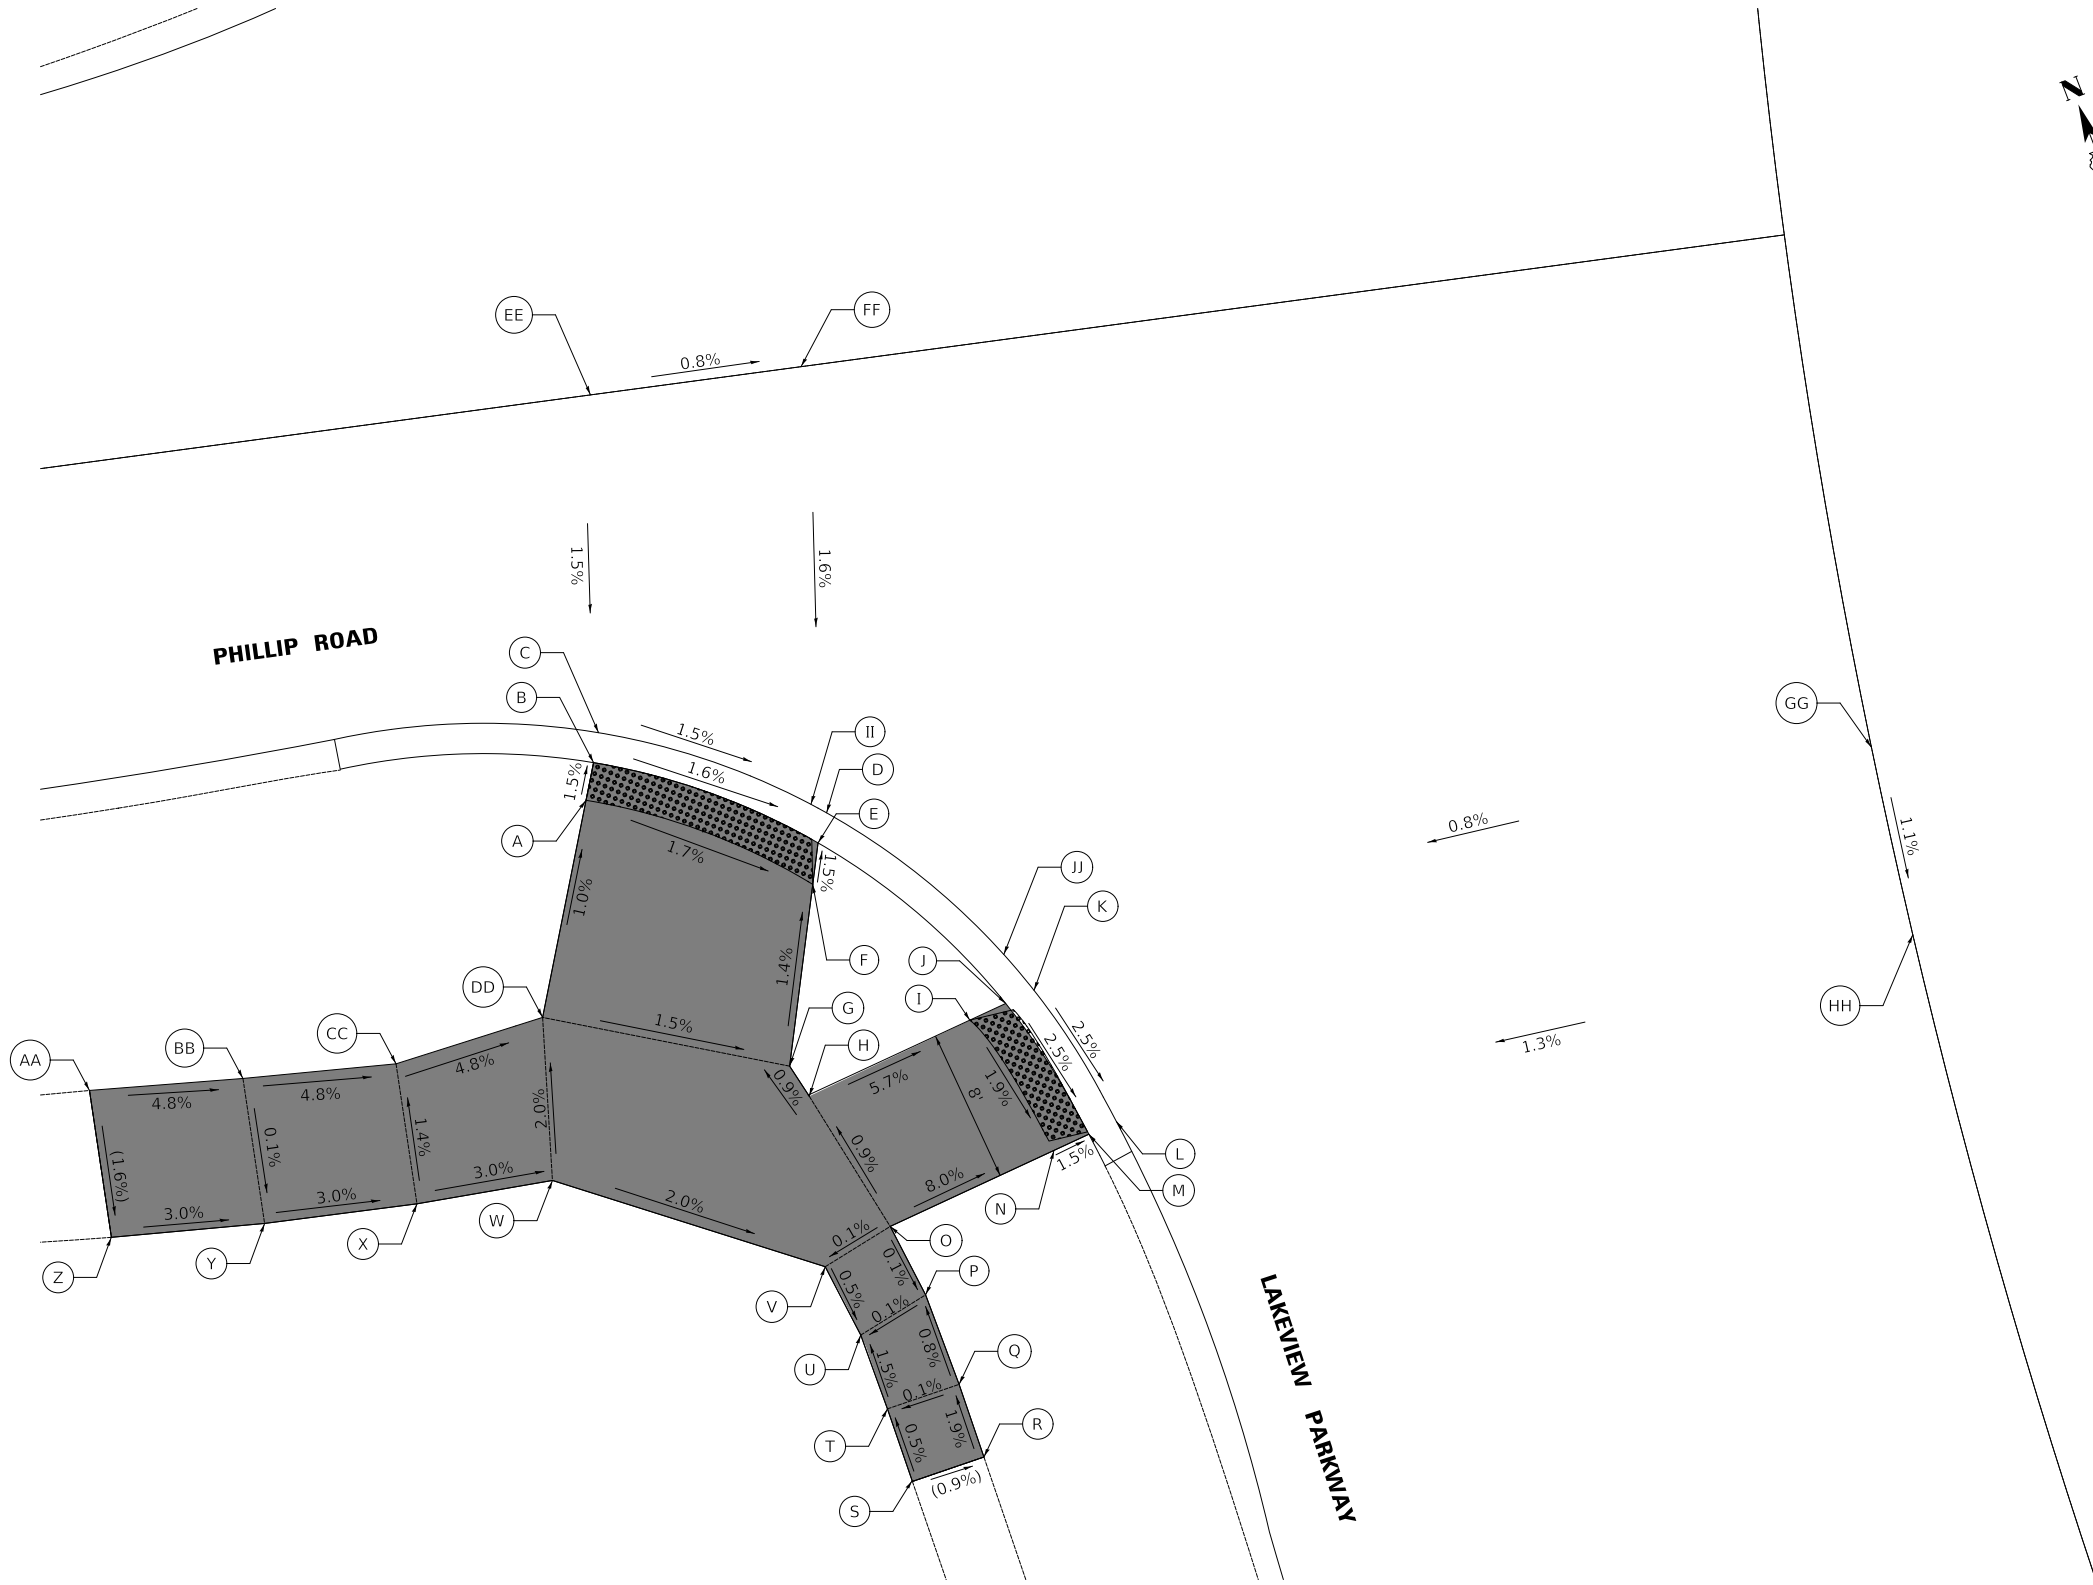 N
EE
FF
0.8%
1.5%
1.6%
PHILLIP ROAD
C
B
II
D
E
1.5%
1.6%
1.5%
A
1.7%
1.5%
GG
1.1%
0.8%
JJ
K
1.0%
1.4%
F
J
I
DD
G
H
HH
1.3%
CC
BB
AA
1.5%
2.5%
2.5%
4.8%
4.8%
4.8%
5.7%
0.9%
1.9%
8'
2.0%
0.1%
1.4%
(1.6%)
0.9%
1.5%
L
M
N
3.0%
3.0%
3.0%
8.0%
2.0%
W
X
Y
Z
0.1%
O
0.1%
P
0.5%
0.1%
V
U
0.8%
Q
1.5%
0.1%
T
R
1.9%
0.5%
(0.9%)
S
LAKEVIEW PARKWAY